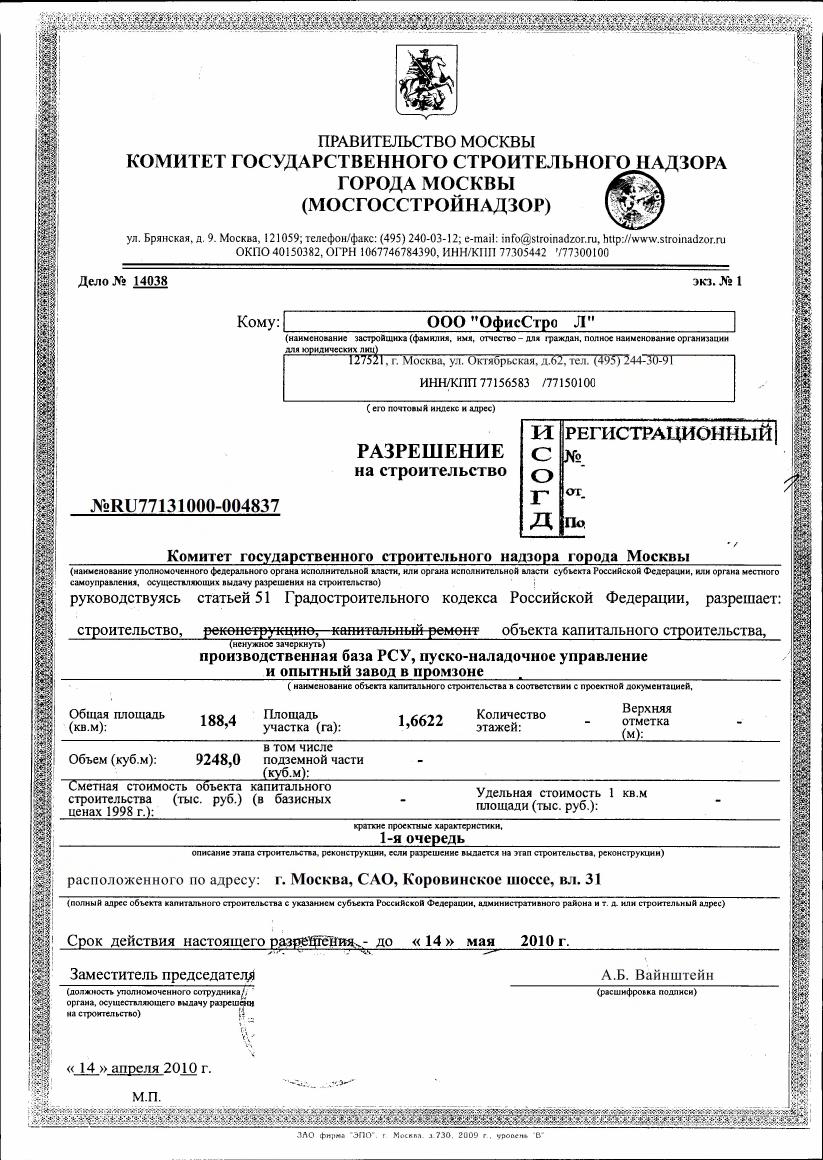 ПРАВИТЕЛЬСТВО МОСКВЫ
КОМИТЕТ ГОСУДАРСТВЕННОГО СТРОИТЕЛЬНОГО НАДЗОРА
ГОРОДА МОСКВЫ
(МОСГОССТРОЙНАДЗОР)
ул. Брянская, д. 9. Москва, 121059; телефон/факс: (495) 240-03-12; e-mail: info@stroinadzor.ru, http://www.stroinadzor.ru
ОКПО 40150382, ОГРН 1067746784390, ИНН/КПП 77305442 /77300100
Дело № 14038 экз. № 1
Кому: ООО "ОфисСтро Л"
(наименование застройщика (фамилия, имя, отчество – для граждан, полное наименование организации
для юридических лиц)
127521, г. Москва, ул. Октябрьская, д.62, тел. (495) 244-30-91
ИНН/КПП 77156583 /77150100
( его почтовый индекс и адрес)
РАЗРЕШЕНИЕ
на строительство
ИСОГД
РЕГИСТРАЦИОННЫЙ
№
от
По
№RU77131000-004837
Комитет государственного строительного надзора города Москвы
(наименование уполномоченного федерального органа исполнительной власти, или органа исполнительной власти субъекта Российской Федерации, или органа местного
самоуправления, осуществляющих выдачу разрешения на строительство)
руководствуясь статьей 51 Градостроительного кодекса Российской Федерации, разрешает:
строительство, реконструкцию, капитальный ремонт объекта капитального строительства,
(ненужное зачеркнуть)
производственная база РСУ, пуско-наладочное управление
и опытный завод в промзоне
( наименование объекта капитального строительства в соответствии с проектной документацией,
Общая площадь (кв.м): 188,4 Площадь участка (га): 1,6622 Количество этажей: - Верхняя отметка (м): -
Объем (куб.м): 9248,0 в том числе подземной части (куб.м): -
Сметная стоимость объекта капитального строительства (тыс. руб.) (в базисных ценах 1998 г.): - Удельная стоимость 1 кв.м площади (тыс. руб.): -
краткие проектные характеристики,
1-я очередь
описание этапа строительства, реконструкции, если разрешение выдается на этап строительства, реконструкции)
расположенного по адресу: г. Москва, САО, Коровинское шоссе, вл. 31
(полный адрес объекта капитального строительства с указанием субъекта Российской Федерации, административного района и т. д. или строительный адрес)
Срок действия настоящего разрешения - до « 14 » мая 2010 г.
Заместитель председателя А.Б. Вайнштейн
(должность уполномоченного сотрудника (расшифровка подписи)
органа, осуществляющего выдачу разрешения
на строительство)
« 14 » апреля 2010 г.
М.П.
ЗАО фирма "ЭПО", г. Москва, з.730, 2009 г., уровень "В"